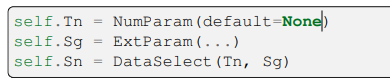 self.Tn = NumParam(default=None)
self.Sg = ExtParam(...)
self.Sn = DataSelect(Tn, Sg)